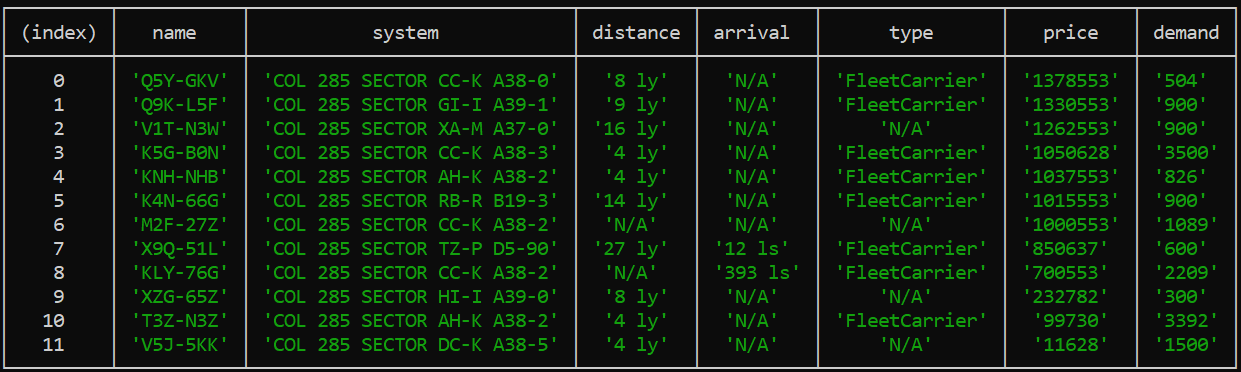 (index) name system distance arrival type price demand
0 'Q5Y-GKV' 'COL 285 SECTOR CC-K A38-0' '8 ly' 'N/A' 'FleetCarrier' '1378553' '504'
1 'Q9K-L5F' 'COL 285 SECTOR GI-I A39-1' '9 ly' 'N/A' 'FleetCarrier' '1330553' '900'
2 'V1T-N3W' 'COL 285 SECTOR XA-M A37-0' '16 ly' 'N/A' 'N/A' '1262553' '900'
3 'K5G-B0N' 'COL 285 SECTOR CC-K A38-3' '4 ly' 'N/A' 'FleetCarrier' '1050628' '3500'
4 'KNH-NHB' 'COL 285 SECTOR AH-K A38-2' '4 ly' 'N/A' 'FleetCarrier' '1037553' '826'
5 'K4N-66G' 'COL 285 SECTOR RB-R B19-3' '14 ly' 'N/A' 'FleetCarrier' '1015553' '900'
6 'M2F-27Z' 'COL 285 SECTOR CC-K A38-2' 'N/A' 'N/A' 'N/A' '1000553' '1089'
7 'X9Q-51L' 'COL 285 SECTOR TZ-P D5-90' '27 ly' '12 ls' 'FleetCarrier' '850637' '600'
8 'KLY-76G' 'COL 285 SECTOR CC-K A38-2' 'N/A' '393 ls' 'FleetCarrier' '700553' '2209'
9 'XZG-65Z' 'COL 285 SECTOR HI-I A39-0' '8 ly' 'N/A' 'N/A' '232782' '300'
10 'T3Z-N3Z' 'COL 285 SECTOR AH-K A38-2' '4 ly' 'N/A' 'FleetCarrier' '99730' '3392'
11 'V5J-5KK' 'COL 285 SECTOR DC-K A38-5' '4 ly' 'N/A' 'N/A' '11628' '1500'